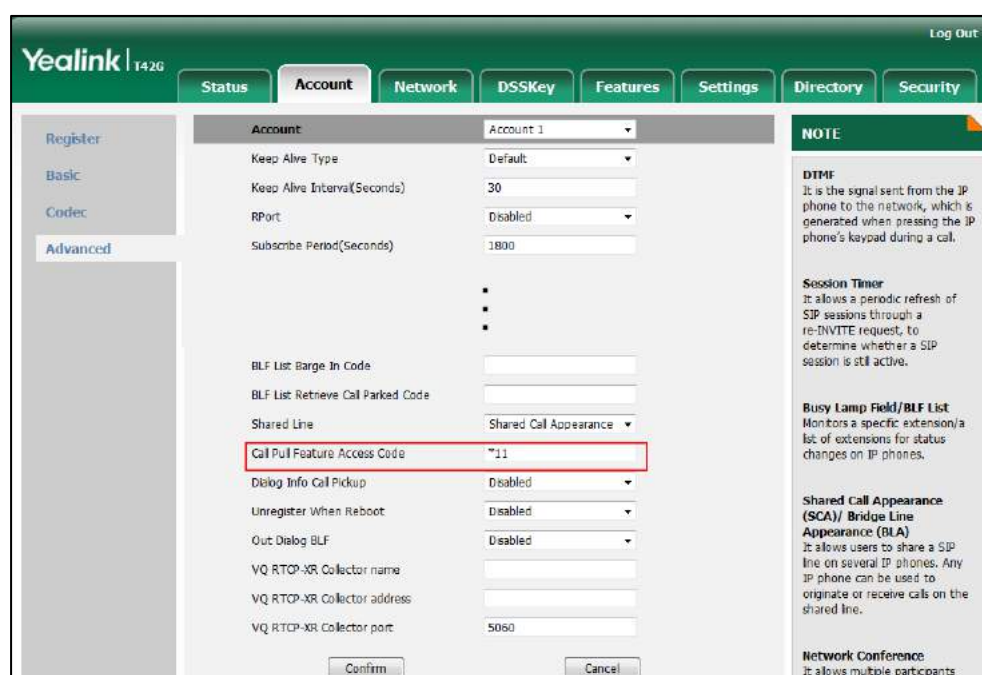 Log Out
Yealink T42G
Status Account Network DSSKey Features Settings Directory Security
Register
Basic
Codec
Advanced
Account Account 1
Keep Alive Type Default
Keep Alive Interval(Seconds) 30
RPort Disabled
Subscribe Period(Seconds) 1800
BLF List Barge In Code
BLF List Retrieve Call Parked Code
Shared Line Shared Call Appearance
Call Pull Feature Access Code *11
Dialog Info Call Pickup Disabled
Unregister When Reboot Disabled
Out Dialog BLF Disabled
VQ RTCP-XR Collector name
VQ RTCP-XR Collector address
VQ RTCP-XR Collector port 5060
Confirm Cancel
NOTE
DTMF
It is the signal sent from the IP
phone to the network, which is
generated when pressing the IP
phone's keypad during a call.
Session Timer
It allows a periodic refresh of
SIP sessions through a
re-INVITE request, to
determine whether a SIP
session is still active.
Busy Lamp Field/BLF List
Monitors a specific extension/a
list of extensions for status
changes on IP phones.
Shared Call Appearance
(SCA)/ Bridge Line
Appearance (BLA)
It allows users to share a SIP
line on several IP phones. Any
IP phone can be used to
originate or receive calls on the
shared line.
Network Conference
It allows multiple participants